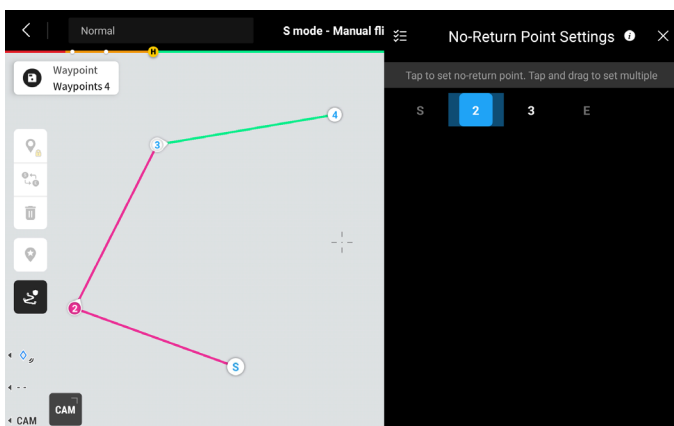 Normal
S mode - Manual fli
No-Return Point Settings
H
Waypoint
Waypoints 4
Tap to set no-return point. Tap and drag to set multiple
S 2 3 E
4
3
2
S
- -
CAM
CAM